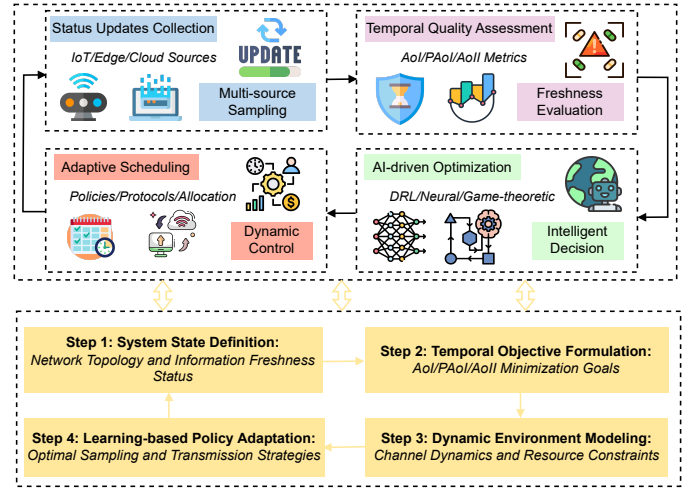 Status Updates Collection
IoT/Edge/Cloud Sources
UPDATE
Multi-source
Sampling
Temporal Quality Assessment
AoI/PAoI/AoII Metrics
Freshness
Evaluation
Adaptive Scheduling
Policies/Protocols/Allocation
Dynamic
Control
AI-driven Optimization
DRL/Neural/Game-theoretic
Intelligent
Decision
Step 1: System State Definition:
Network Topology and Information Freshness
Status
Step 2: Temporal Objective Formulation:
AoI/PAoI/AoII Minimization Goals
Step 4: Learning-based Policy Adaptation:
Optimal Sampling and Transmission Strategies
Step 3: Dynamic Environment Modeling:
Channel Dynamics and Resource Constraints